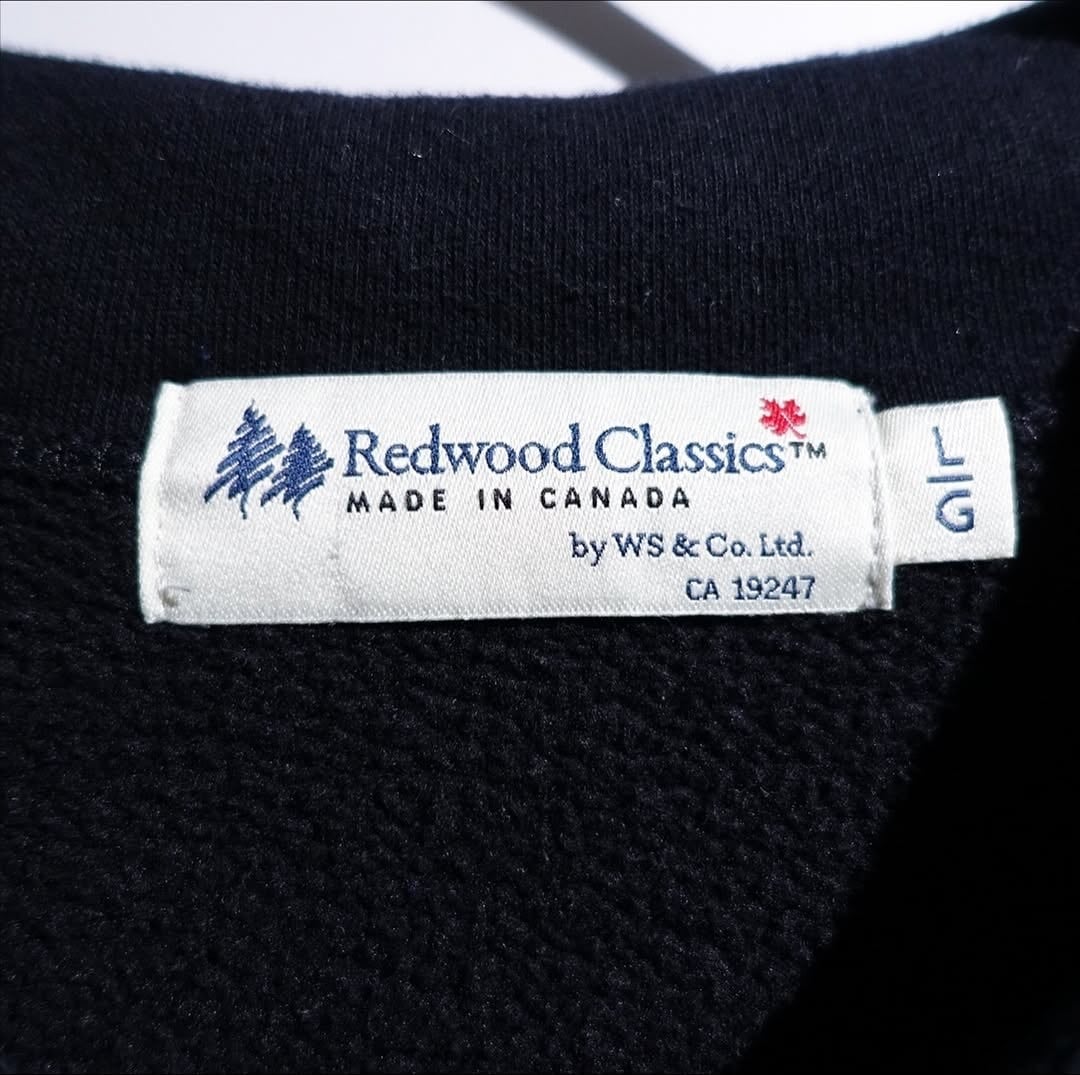 Redwood Classics™
MADE IN CANADA
by WS & Co. Ltd.
CA 19247
L
G